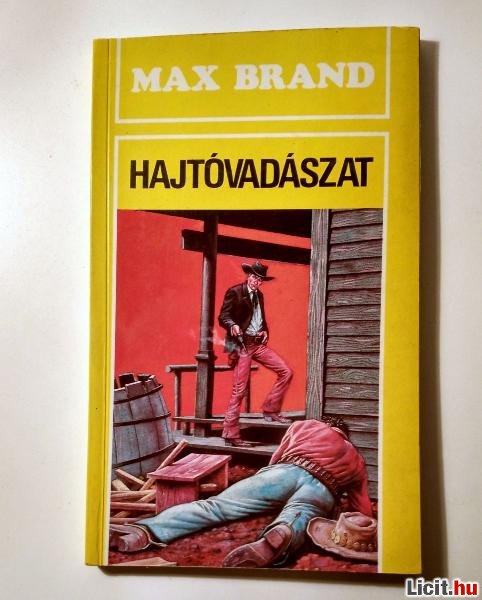 MAX BRAND
HAJTÓVADÁSZAT
Licit.hu